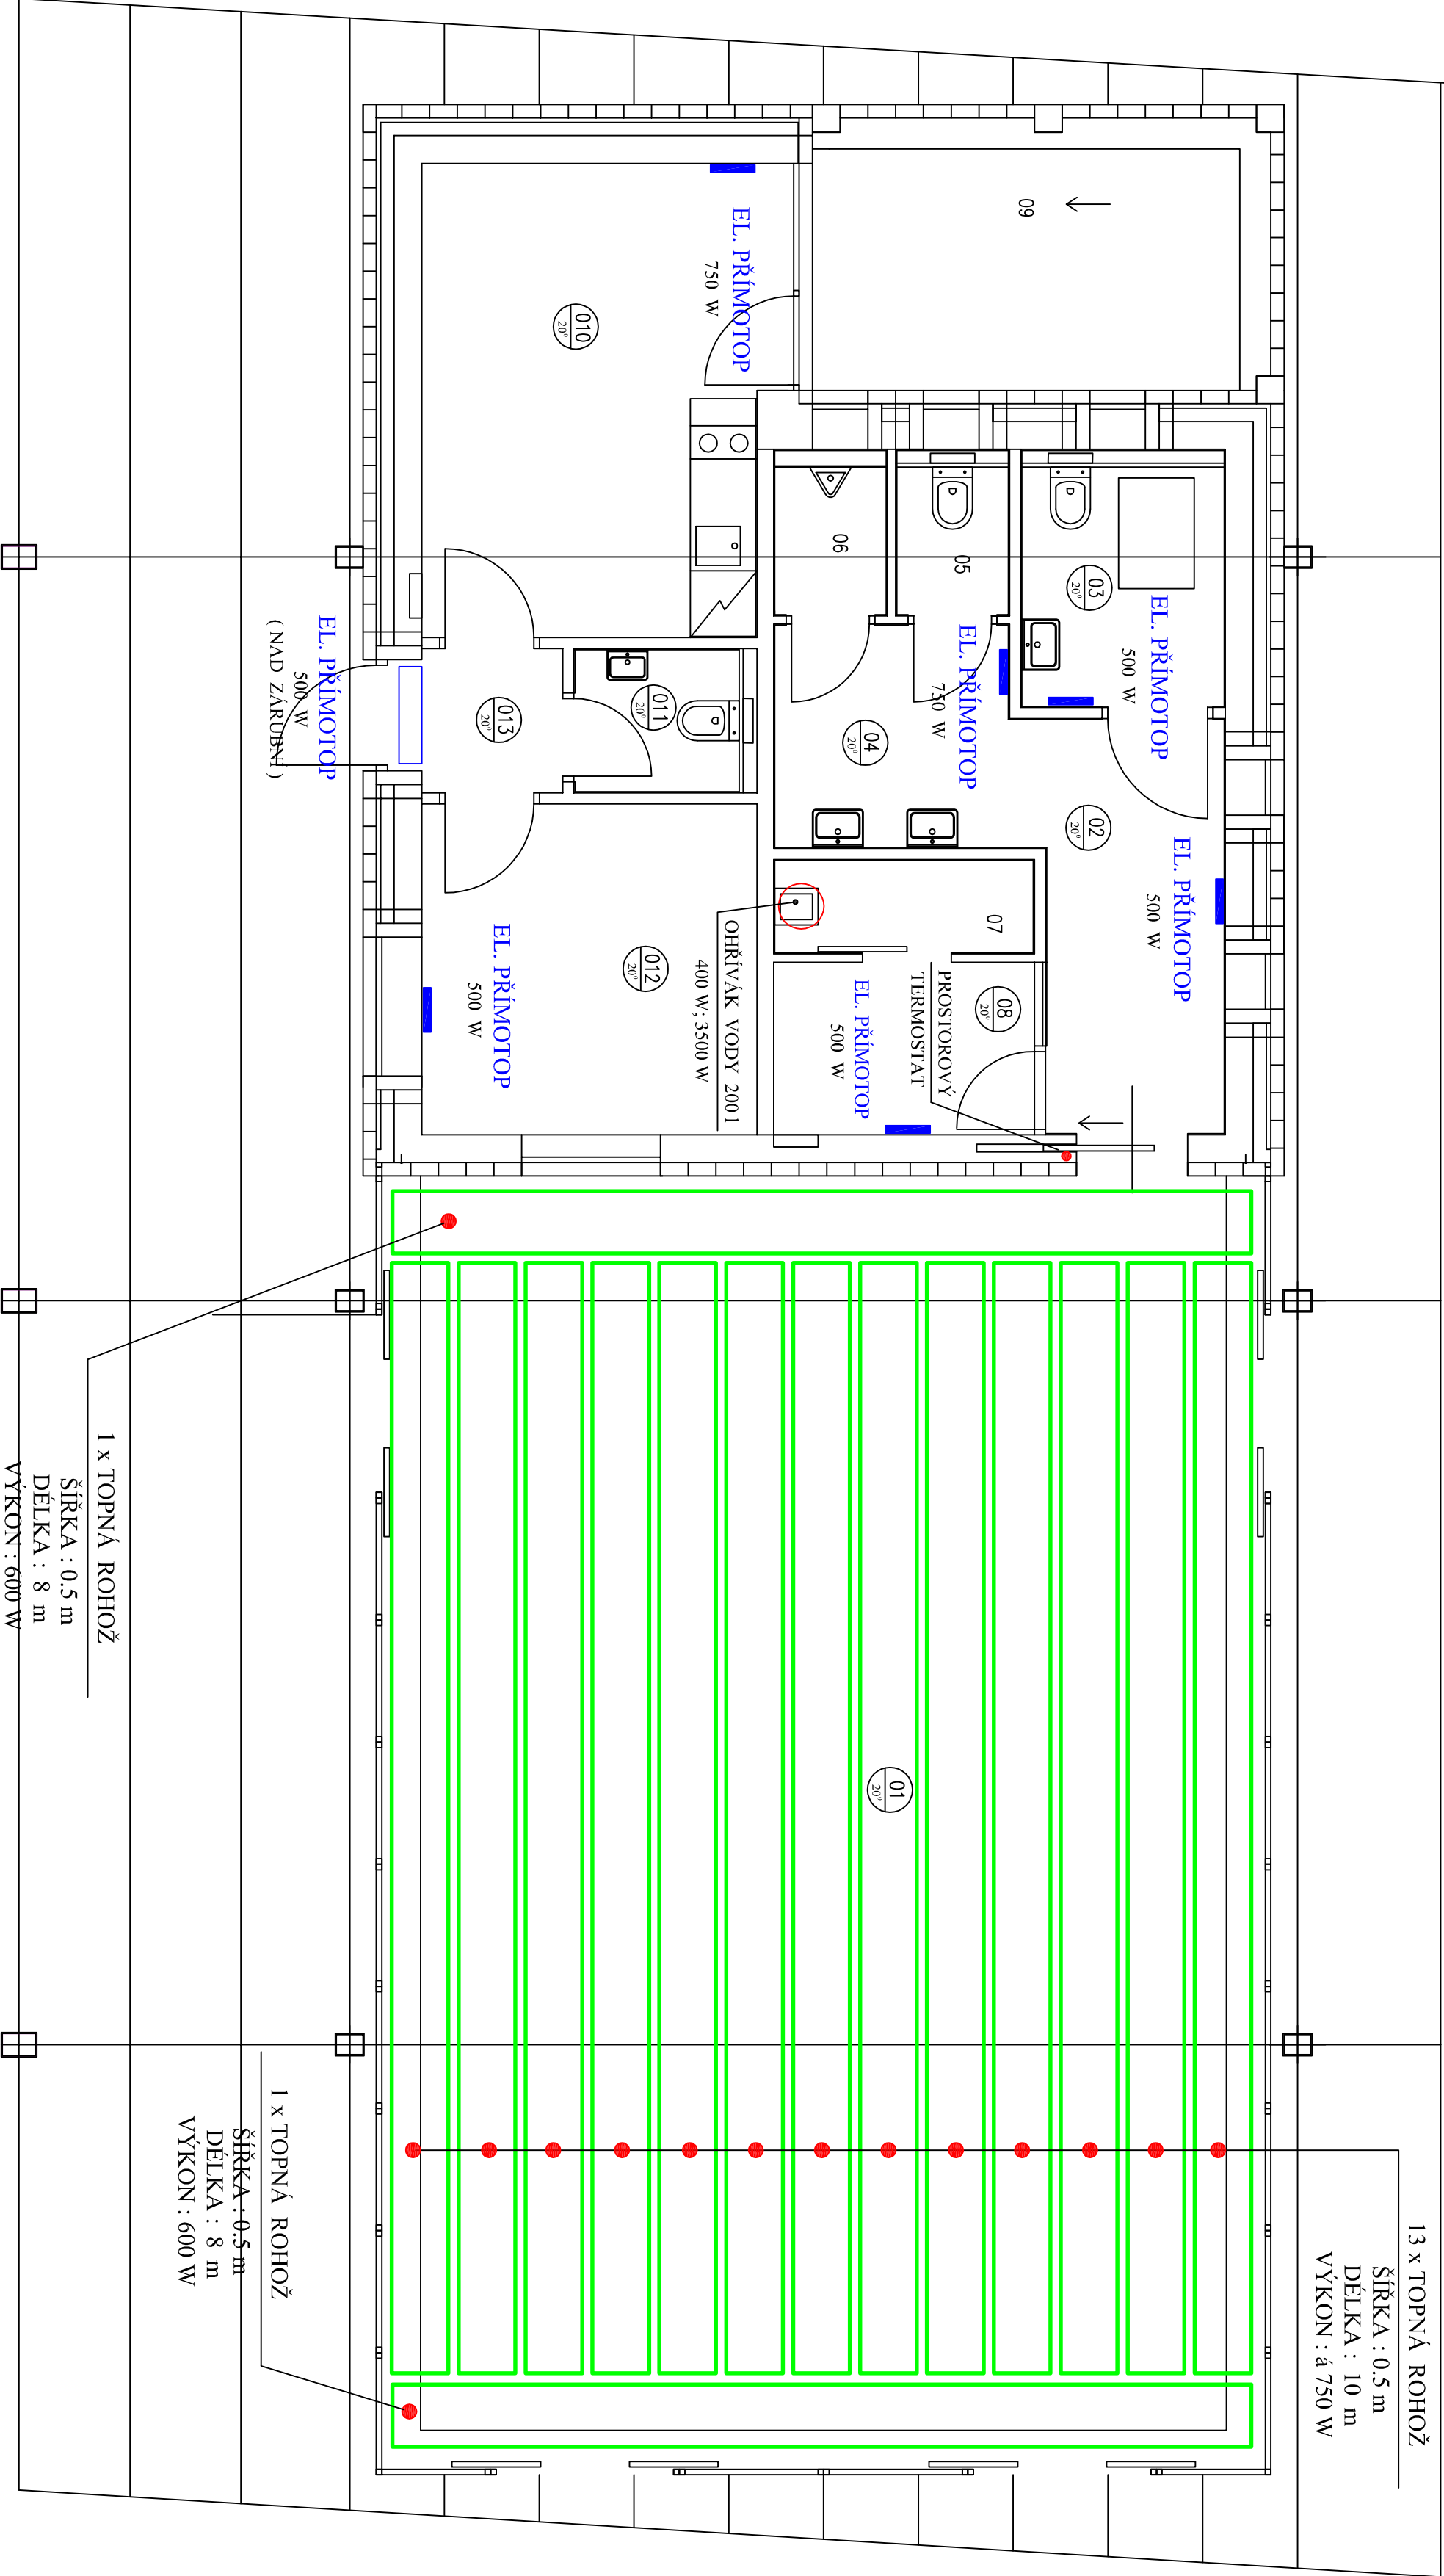 09
EL. PŘÍMOTOP
750 W
010
20°
06
05
03
20°
EL. PŘÍMOTOP
500 W
EL. PŘÍMOTOP
750 W
04
20°
02
20°
EL. PŘÍMOTOP
500 W
011
20°
013
20°
EL. PŘÍMOTOP
500 W
( NAD ZÁRUBNÍ )
07
08
20°
PROSTOROVÝ
TERMOSTAT
EL. PŘÍMOTOP
500 W
OHŘÍVÁK VODY 200 l
400 W; 3500 W
012
20°
EL. PŘÍMOTOP
500 W
01
20°
1 x TOPNÁ ROHOŽ
ŠÍŘKA : 0.5 m
DÉLKA : 8 m
VÝKON : 600 W
1 x TOPNÁ ROHOŽ
ŠÍŘKA : 0.5 m
DÉLKA : 8 m
VÝKON : 600 W
13 x TOPNÁ ROHOŽ
ŠÍŘKA : 0.5 m
DÉLKA : 10 m
VÝKON : á 750 W